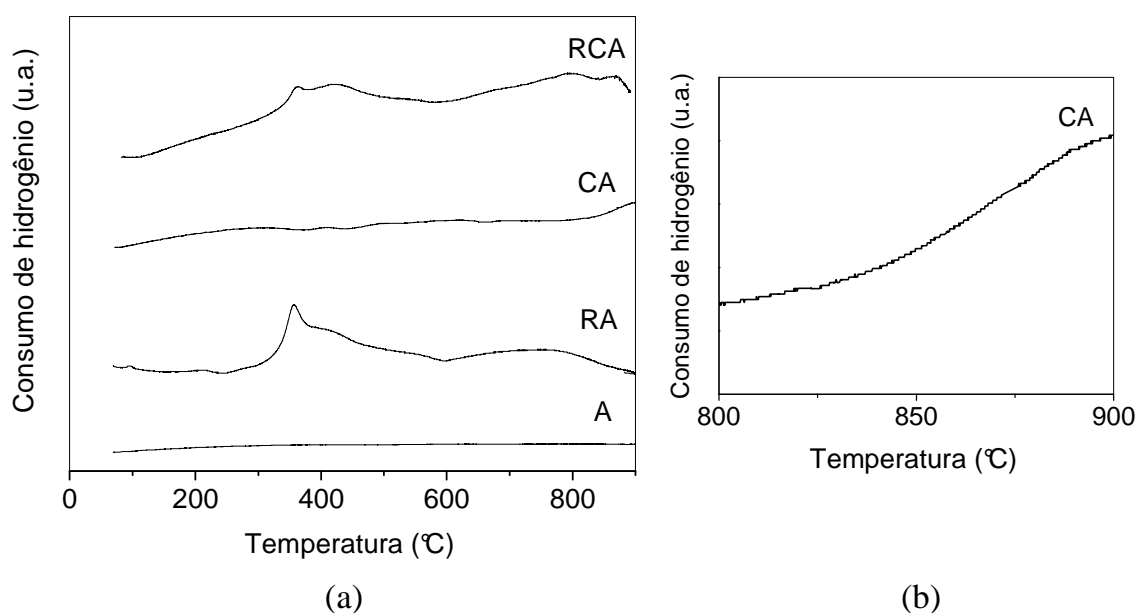 Consumo de hidrogênio (u.a.)
RCA
CA
RA
A
0 200 400 600 800
Temperatura (°C)
(a)
Consumo de hidrogênio (u.a.)
CA
800 850 900
Temperatura (°C)
(b)